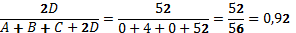 2D / A + B + C + 2D = 52 / 0 + 4 + 0 + 52 = 52 / 56 = 0,92